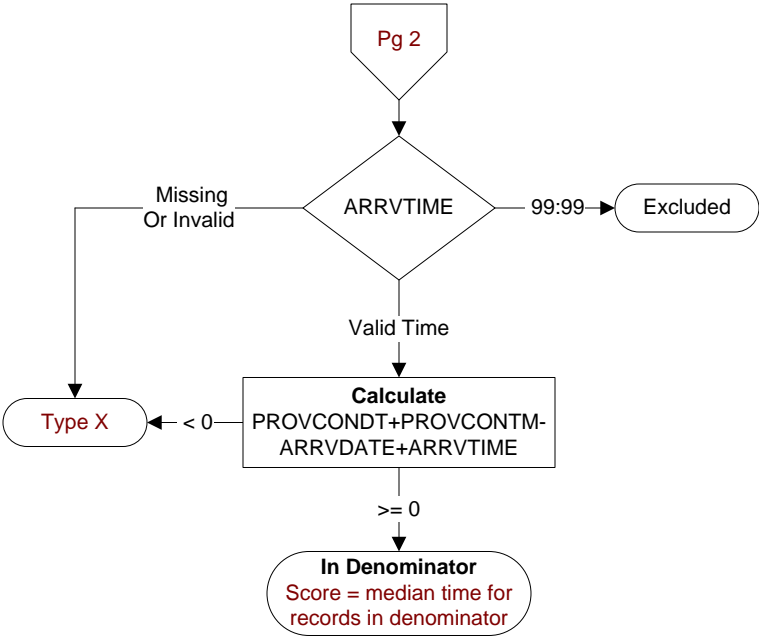 Pg 2
Missing
Or Invalid
ARRVTIME
99:99
Excluded
Valid Time
Calculate
PROVCONDT+PROVCONTM-
ARRVDATE+ARRVTIME
< 0
Type X
>= 0
In Denominator
Score = median time for
records in denominator